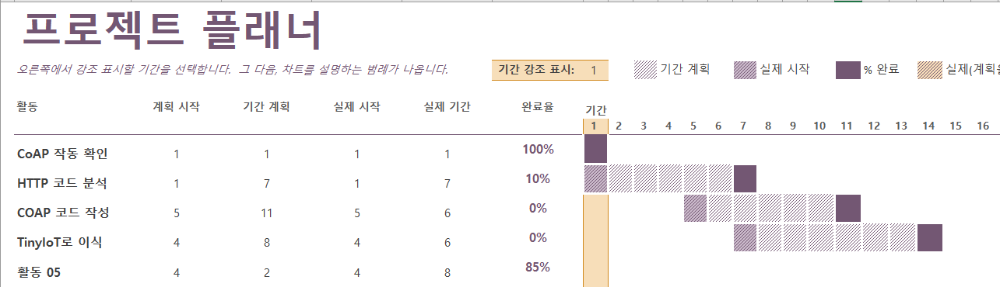 프로젝트 플래너
오른쪽에서 강조 표시할 기간을 선택합니다. 그 다음, 차트를 설명하는 범례가 나옵니다. 기간 강조 표시: 1 기간 계획 실제 시작 % 완료 실제(계획을
활동 계획 시작 기간 계획 실제 시작 실제 기간 완료율 기간
1 2 3 4 5 6 7 8 9 10 11 12 13 14 15 16
CoAP 작동 확인 1 1 1 1 100%
HTTP 코드 분석 1 7 1 7 10%
COAP 코드 작성 5 11 5 6 0%
TinyIoT로 이식 4 8 4 6 0%
활동 05 4 2 4 8 85%